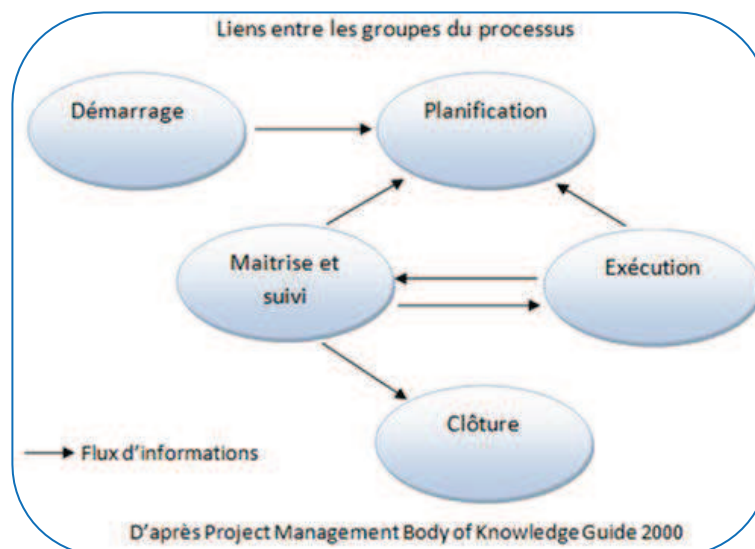 Liens entre les groupes du processus
Démarrage
Planification
Maitrise et
suivi
Exécution
Clôture
Flux d'informations
D'après Project Management Body of Knowledge Guide 2000